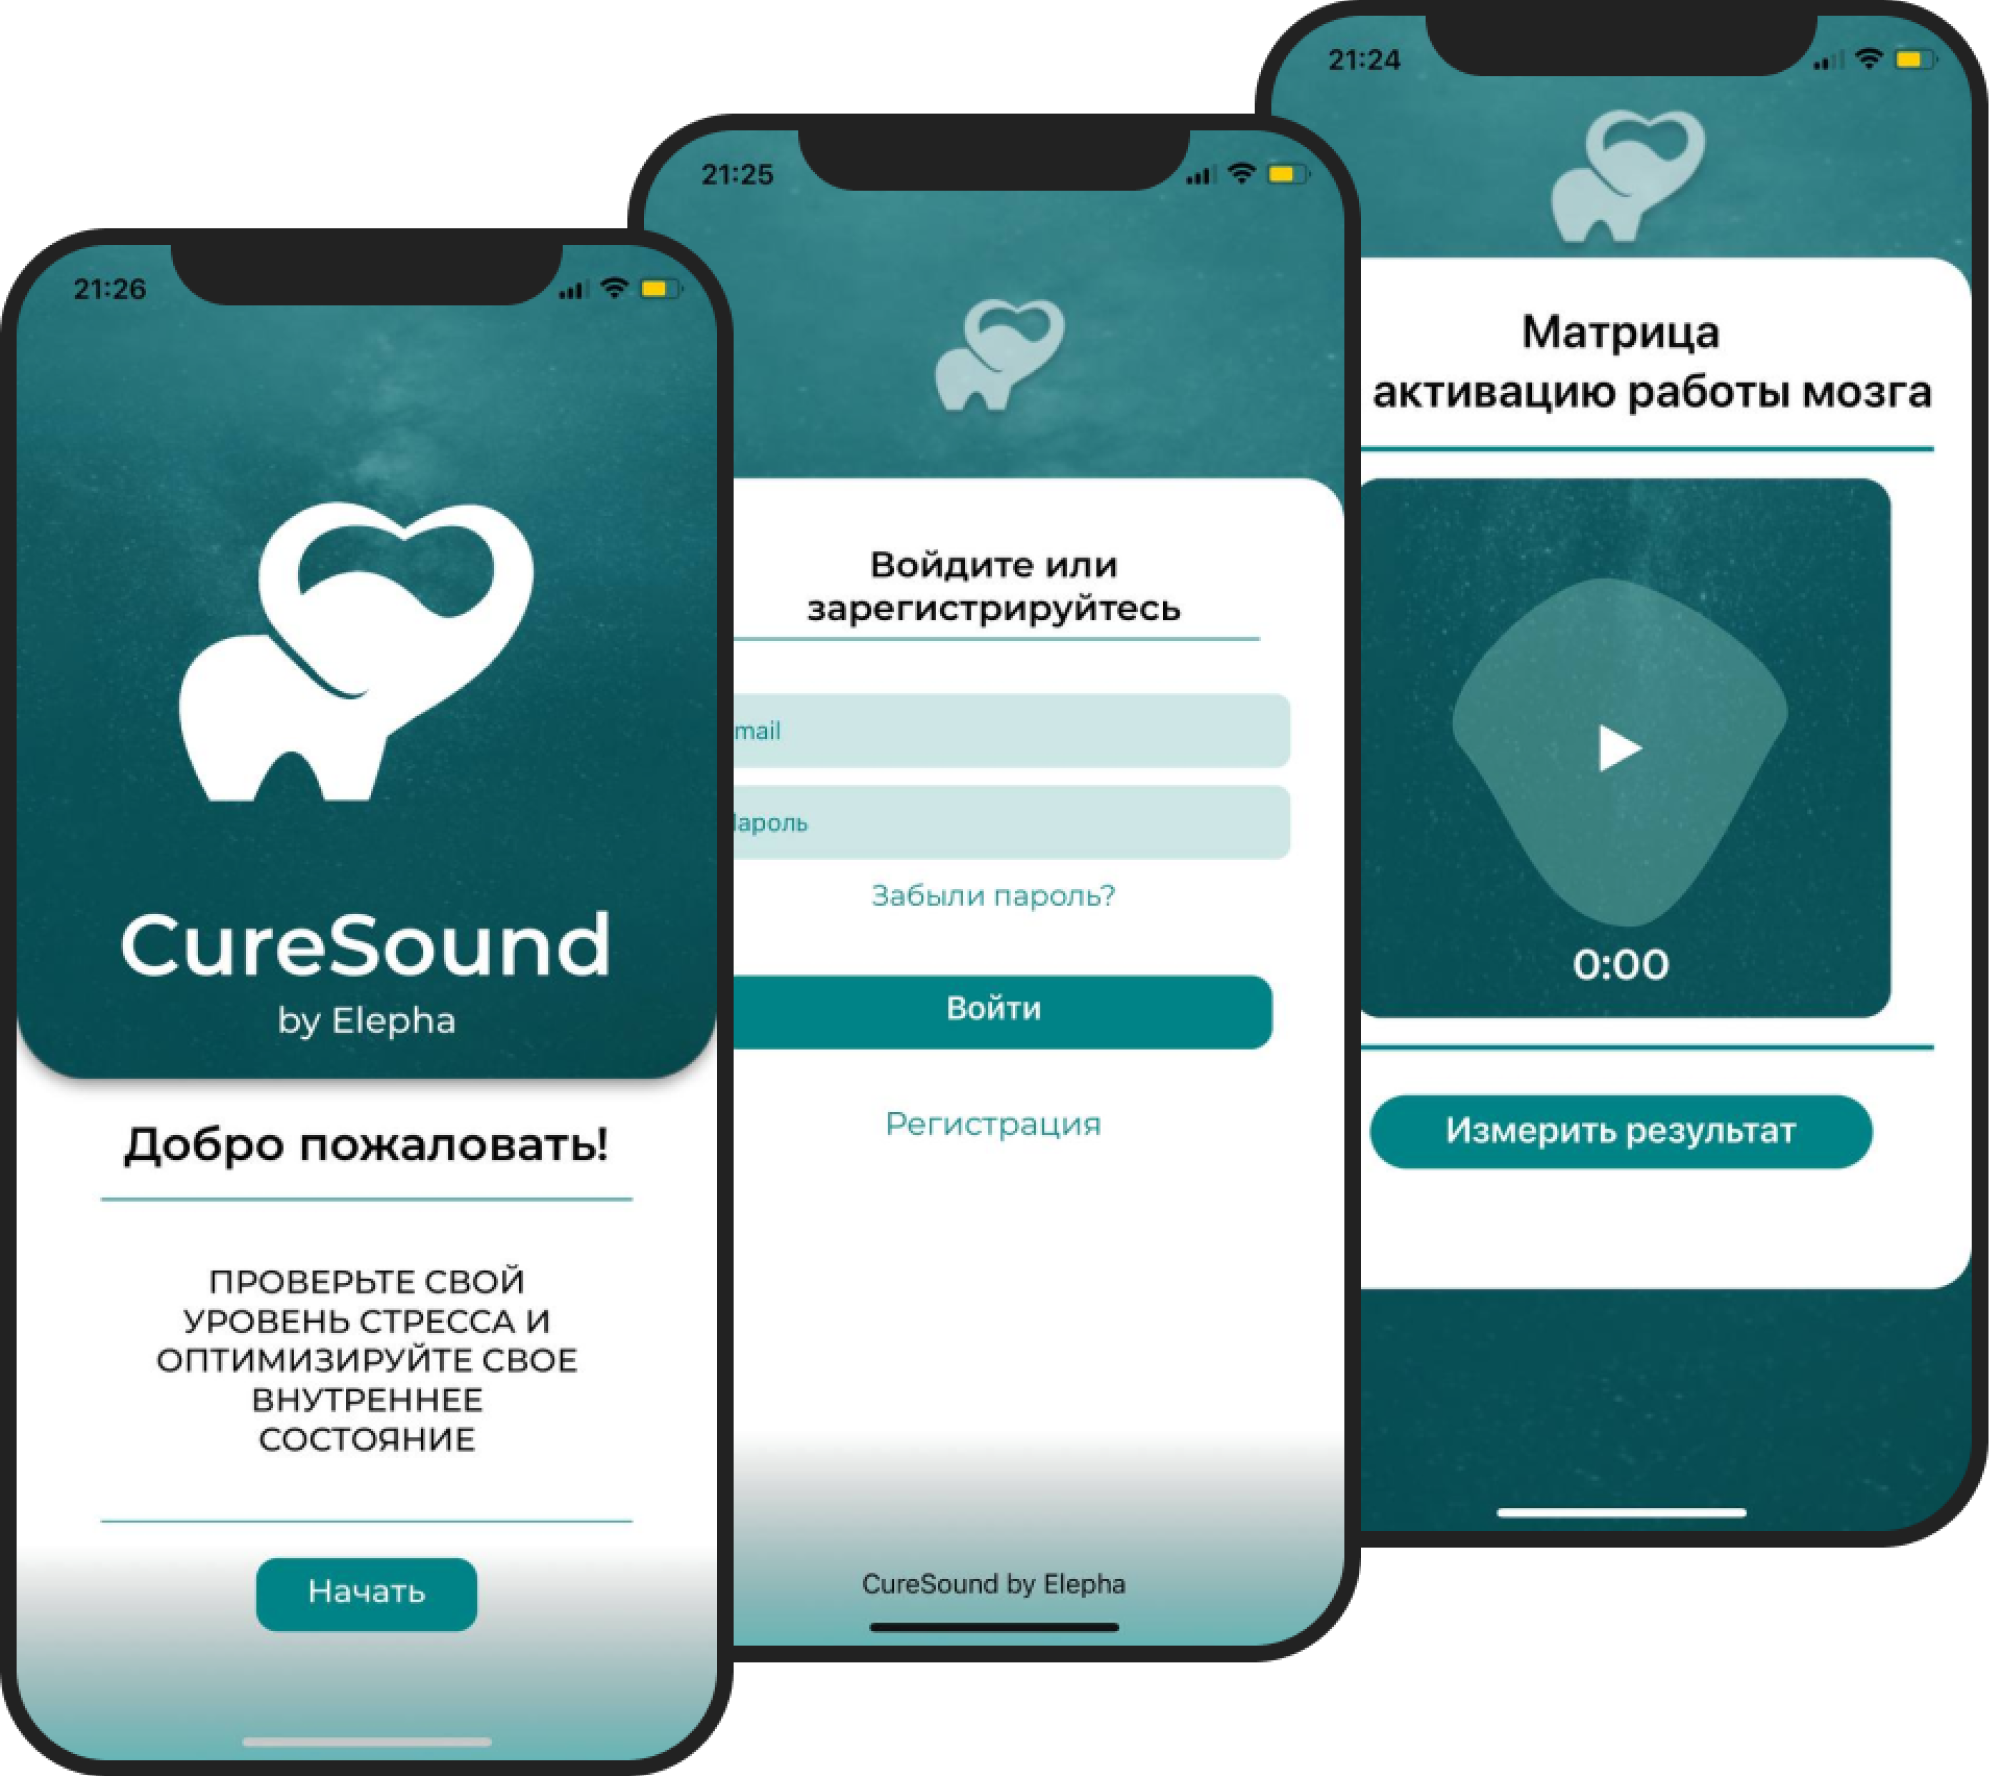 21:26
CureSound
by Elepha
Добро пожаловать!
ПРОВЕРЬТЕ СВОЙ
УРОВЕНЬ СТРЕССА И
ОПТИМИЗИРУЙТЕ СВОЕ
ВНУТРЕННЕЕ
СОСТОЯНИЕ
Начать
21:25
Войдите или
зарегистрируйтесь
mail
ароль
Забыли пароль?
Войти
Регистрация
CureSound by Elepha
21:24
Матрица
активацию работы мозга
0:00
Измерить результат